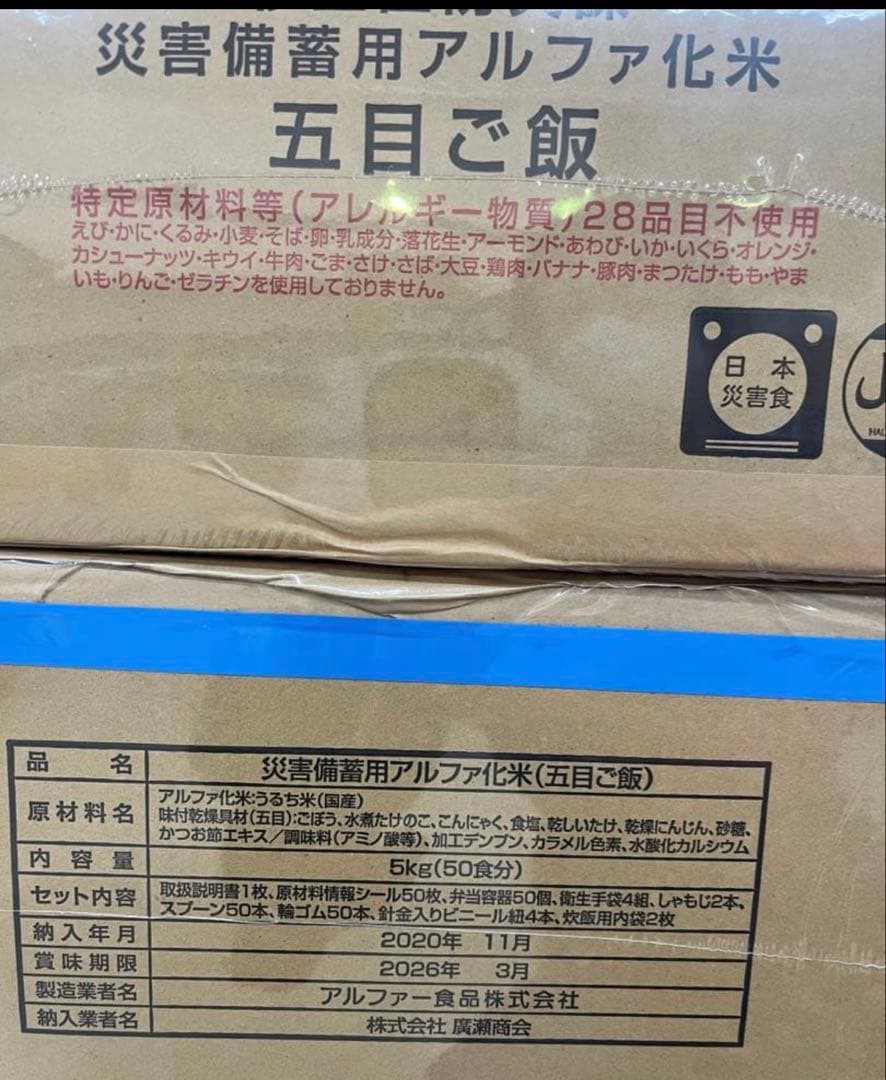 災害備蓄用アルファ化米
五目ご飯
特定原材料等(アレルギー物質)28品目不使用
えび・かに・くるみ・小麦・そば・卵・乳成分・落花生・アーモンド・あわび・いか・いくら・オレンジ・
カシューナッツ・キウイ・牛肉・ごま・さけ・さば・大豆・鶏肉・バナナ・豚肉・まつたけ・もも・やま
いも・りんご・ゼラチンを使用しておりません。
日本
災害食
J
HAL
品名 災害備蓄用アルファ化米(五目ご飯)
原材料名 アルファ化米:うるち米(国産)
味付乾燥具材(五目):ごぼう、水煮たけのこ、こんにゃく、食塩、乾しいたけ、乾燥にんじん、砂糖、
かつお節エキス/調味料(アミノ酸等)、加工デンプン、カラメル色素、水酸化カルシウム
内容量 5kg(50食分)
セット内容 取扱説明書1枚、原材料情報シール50枚、弁当容器50個、衛生手袋4組、しゃもじ2本、
スプーン50本、輪ゴム50本、針金入りビニール紐4本、炊飯用内袋2枚
納入年月 2020年 11月
賞味期限 2026年 3月
製造業者名 アルファー食品株式会社
納入業者名 株式会社 廣瀬商会